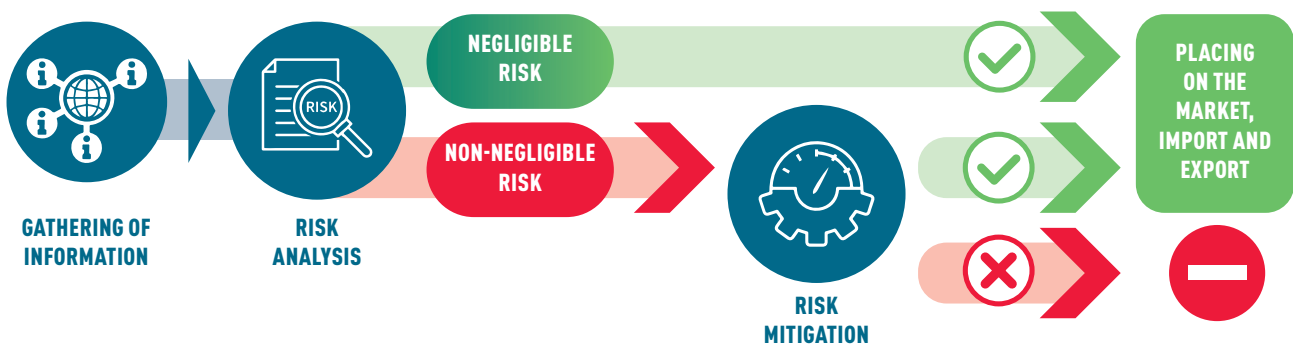 GATHERING OF
INFORMATION
RISK
RISK
ANALYSIS
NEGLIGIBLE
RISK
NON-NEGLIGIBLE
RISK
RISK
MITIGATION
PLACING
ON THE
MARKET,
IMPORT AND
EXPORT